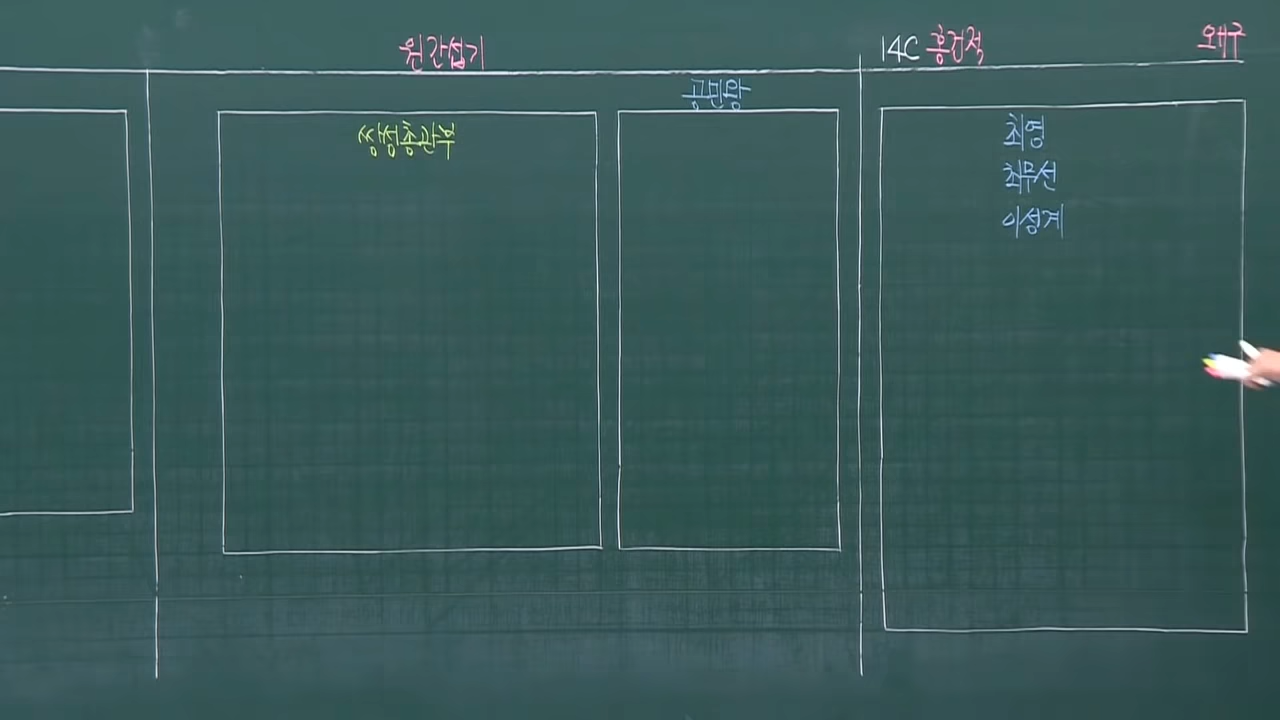 원간섭기
14C 홍건적 왜구
공민왕
쌍성총관부
최영
최무선
이성계